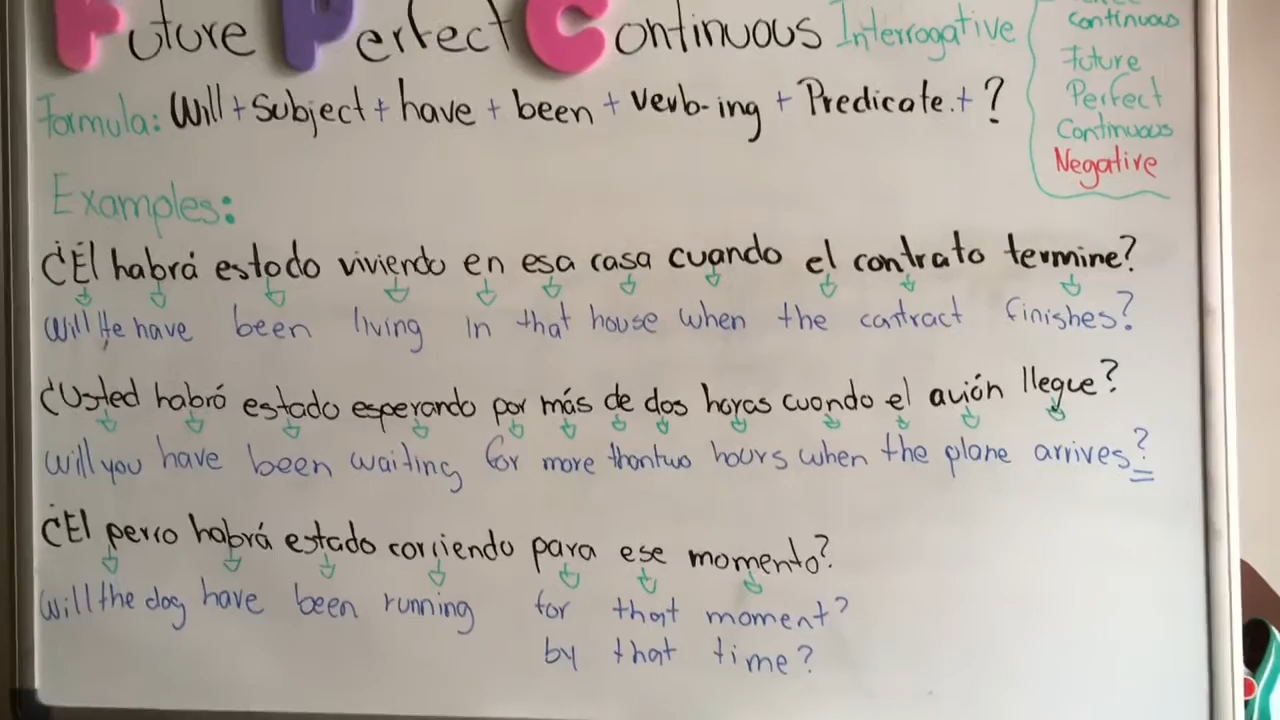 Future Perfect Continuous Interrogative
Formula: Will + Subject + have + been + Verb-ing + Predicate. + ?
Continuous
Future
Perfect
Continuous
Negative
Examples:
¿Él habrá estado viviendo en esa casa cuando el contrato termine?
Will He have been living in that house when the contract finishes?
¿Usted habrá estado esperando por más de dos horas cuando el avión llegue?
Will you have been waiting for more than two hours when the plane arrives?
¿El perro habrá estado corriendo para ese momento?
Will the dog have been running for that moment?
by that time?